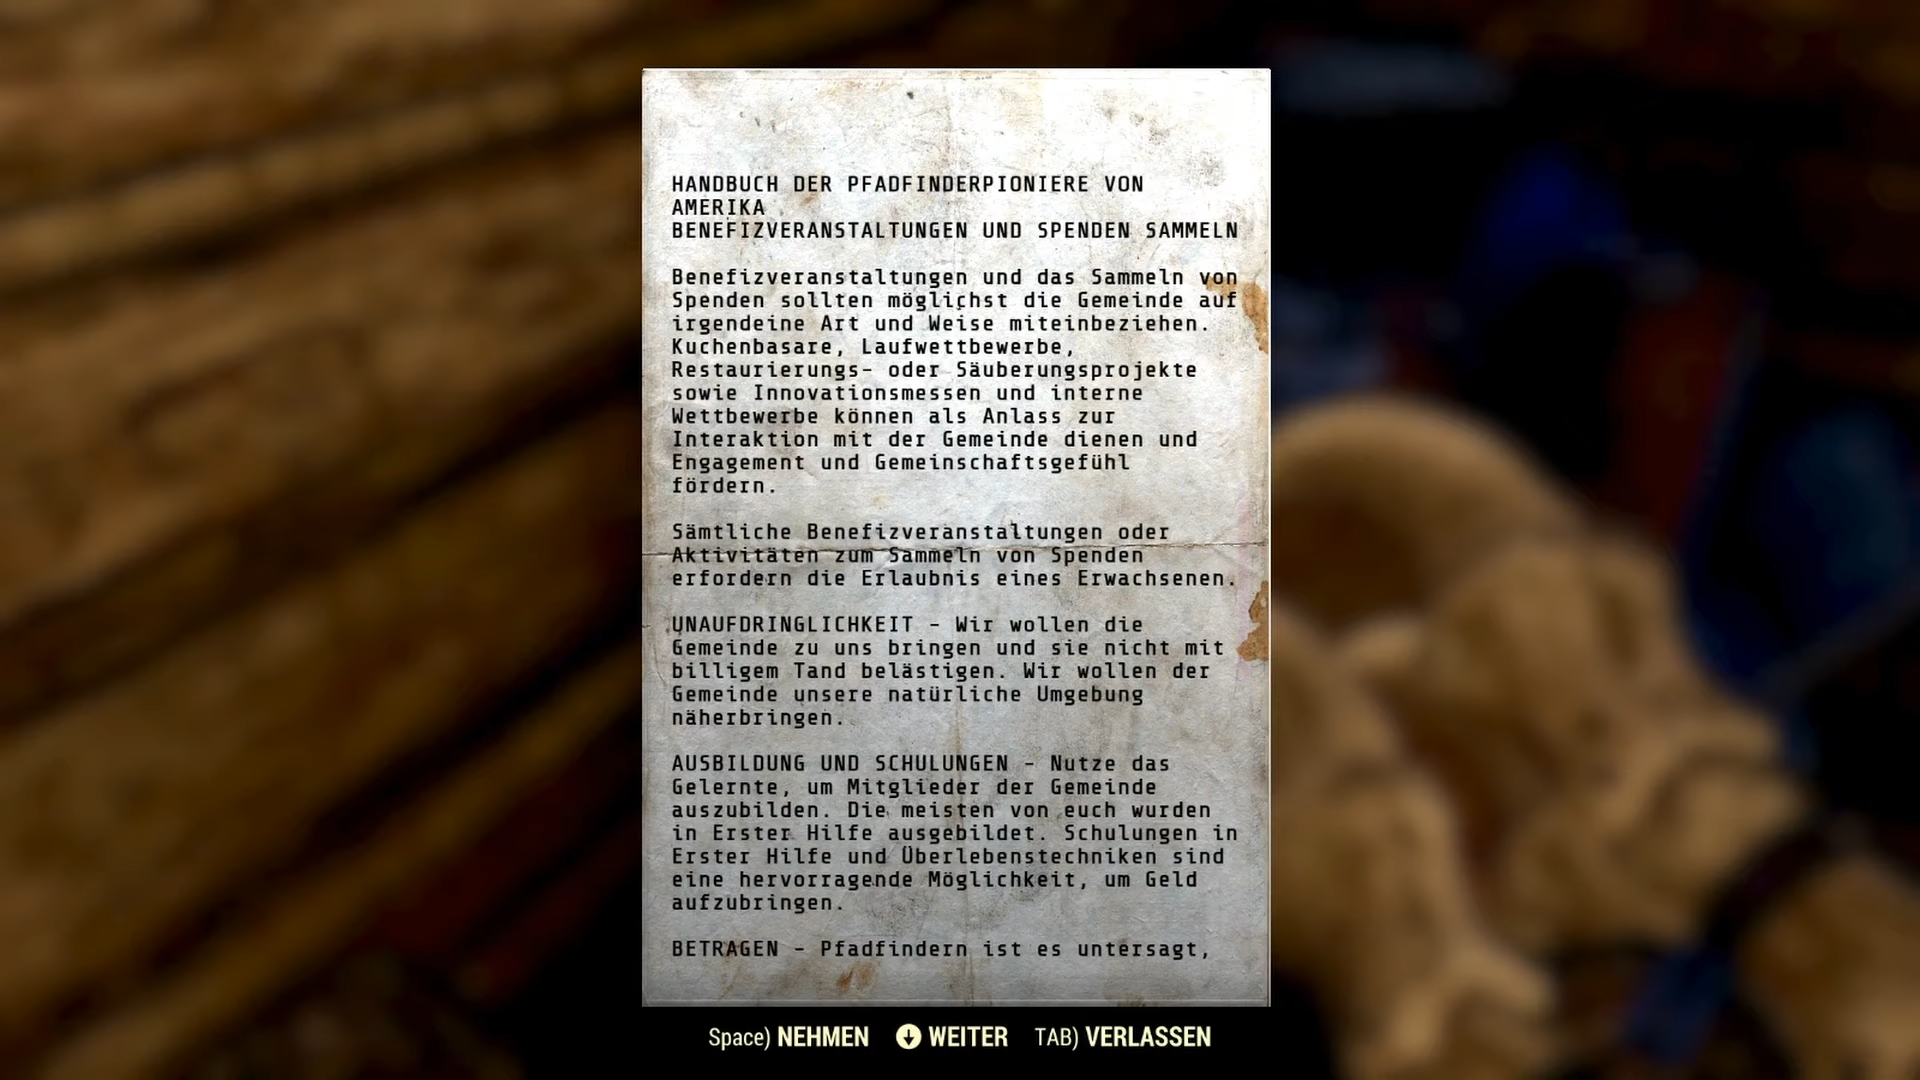 HANDBUCH DER PFADFINDERPIONIERE VON
AMERIKA
BENEFIZVERANSTALTUNGEN UND SPENDEN SAMMELN
Benefizveranstaltungen und das Sammeln von
Spenden sollten möglichst die Gemeinde auf
irgendeine Art und Weise miteinbeziehen.
Kuchenbasare, Laufwettbewerbe,
Restaurierungs- oder Säuberungsprojekte
sowie Innovationsmessen und interne
Wettbewerbe können als Anlass zur
Interaktion mit der Gemeinde dienen und
Engagement und Gemeinschaftsgefühl
fördern.
Sämtliche Benefizveranstaltungen oder
Aktivitäten zum Sammeln von Spenden
erfordern die Erlaubnis eines Erwachsenen.
UNAUFDRINGLICHKEIT - Wir wollen die
Gemeinde zu uns bringen und sie nicht mit
billigem Tand belästigen. Wir wollen der
Gemeinde unsere natürliche Umgebung
näherbringen.
AUSBILDUNG UND SCHULUNGEN - Nutze das
Gelernte, um Mitglieder der Gemeinde
auszubilden. Die meisten von euch wurden
in Erster Hilfe ausgebildet. Schulungen in
Erster Hilfe und Überlebenstechniken sind
eine hervorragende Möglichkeit, um Geld
aufzubringen.
BETRAGEN - Pfadfindern ist es untersagt,
Space) NEHMEN WEITER TAB) VERLASSEN